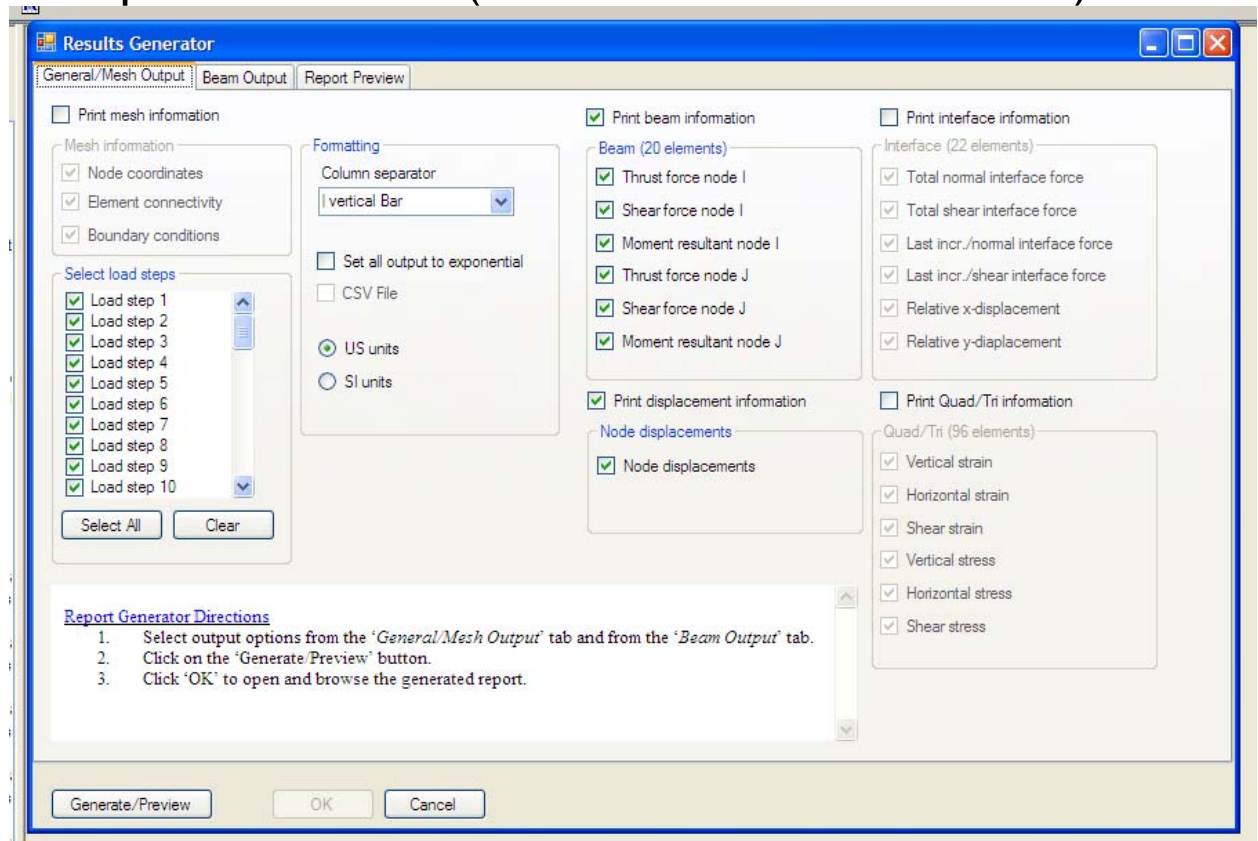 Results Generator
General/Mesh Output
Beam Output
Report Preview
Print mesh information
Mesh information
Node coordinates
Element connectivity
Boundary conditions
Select load steps
Load step 1
Load step 2
Load step 3
Load step 4
Load step 5
Load step 6
Load step 7
Load step 8
Load step 9
Load step 10
Select All
Clear
Formatting
Column separator
| vertical Bar
Set all output to exponential
CSV File
US units
SI units
Print beam information
Beam (20 elements)
Thrust force node I
Shear force node I
Moment resultant node I
Thrust force node J
Shear force node J
Moment resultant node J
Print displacement information
Node displacements
Node displacements
Print interface information
Interface (22 elements)
Total normal interface force
Total shear interface force
Last incr./normal interface force
Last incr./shear interface force
Relative x-displacement
Relative y-diaplacement
Print Quad/Tri information
Quad/Tri (96 elements)
Vertical strain
Horizontal strain
Shear strain
Vertical stress
Horizontal stress
Shear stress
Report Generator Directions
1. Select output options from the ‘General/Mesh Output’ tab and from the ‘Beam Output’ tab.
2. Click on the ‘Generate/Preview’ button.
3. Click ‘OK’ to open and browse the generated report.
Generate/Preview
OK
Cancel